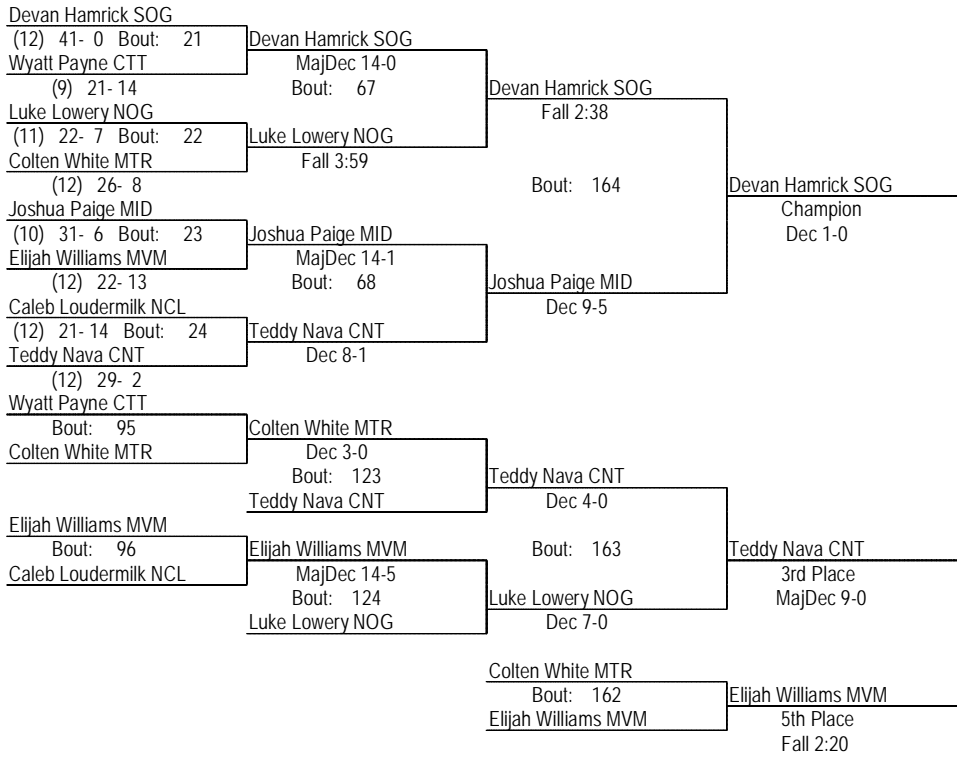 Devan Hamrick SOG
(12) 41- 0 Bout: 21
Devan Hamrick SOG
Wyatt Payne CTT
MajDec 14-0
(9) 21- 14
Bout: 67
Devan Hamrick SOG
Luke Lowery NOG
Fall 2:38
(11) 22- 7 Bout: 22
Luke Lowery NOG
Colten White MTR
Fall 3:59
(12) 26- 8
Bout: 164
Devan Hamrick SOG
Joshua Paige MID
Champion
(10) 31- 6 Bout: 23
Joshua Paige MID
Dec 1-0
Elijah Williams MVM
MajDec 14-1
(12) 22- 13
Bout: 68
Joshua Paige MID
Caleb Loudermilk NCL
Dec 9-5
(12) 21- 14 Bout: 24
Teddy Nava CNT
Teddy Nava CNT
Dec 8-1
(12) 29- 2
Wyatt Payne CTT
Bout: 95
Colten White MTR
Colten White MTR
Dec 3-0
Bout: 123
Teddy Nava CNT
Teddy Nava CNT
Dec 4-0
Elijah Williams MVM
Bout: 96
Elijah Williams MVM
Bout: 163
Teddy Nava CNT
Caleb Loudermilk NCL
MajDec 14-5
3rd Place
Bout: 124
Luke Lowery NOG
MajDec 9-0
Luke Lowery NOG
Dec 7-0
Colten White MTR
Bout: 162
Elijah Williams MVM
Elijah Williams MVM
5th Place
Fall 2:20